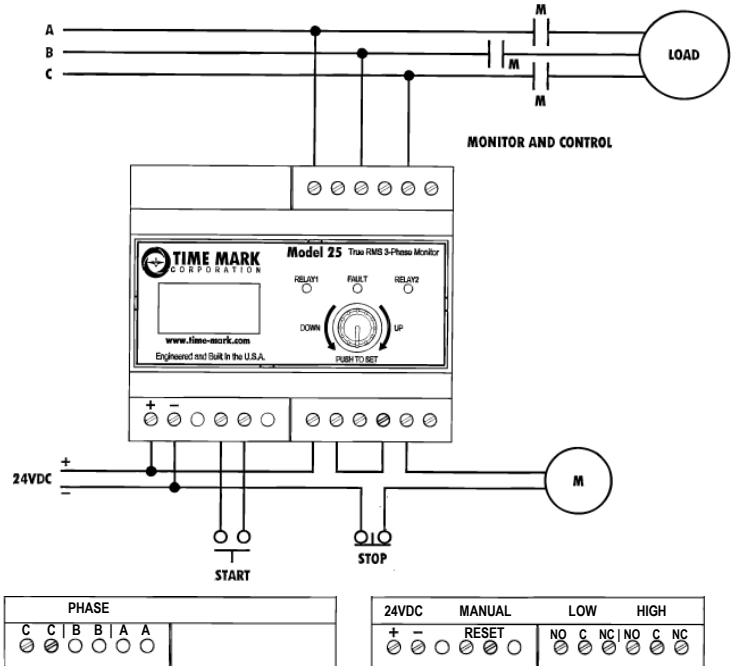 M
A
B
C
M
M
LOAD
MONITOR AND CONTROL
TIME MARK
CORPORATION
Model 25 True RMS 3-Phase Monitor
RELAY1 FAULT RELAY2
DOWN UP
PUSH TO SET
www.time-mark.com
Engineered and Built In the U.S.A.
+ −
+
24VDC
−
M
START
STOP
PHASE
C C | B B | A A
24VDC MANUAL LOW HIGH
+ − RESET NO C NC | NO C NC